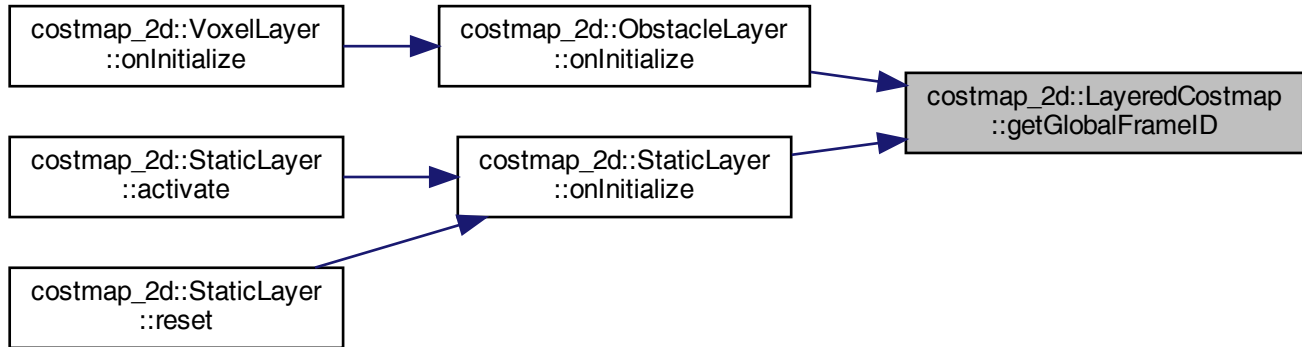 costmap_2d::VoxelLayer
::onInitialize
costmap_2d::ObstacleLayer
::onInitialize
costmap_2d::LayeredCostmap
::getGlobalFrameID
costmap_2d::StaticLayer
::activate
costmap_2d::StaticLayer
::onInitialize
costmap_2d::StaticLayer
::reset